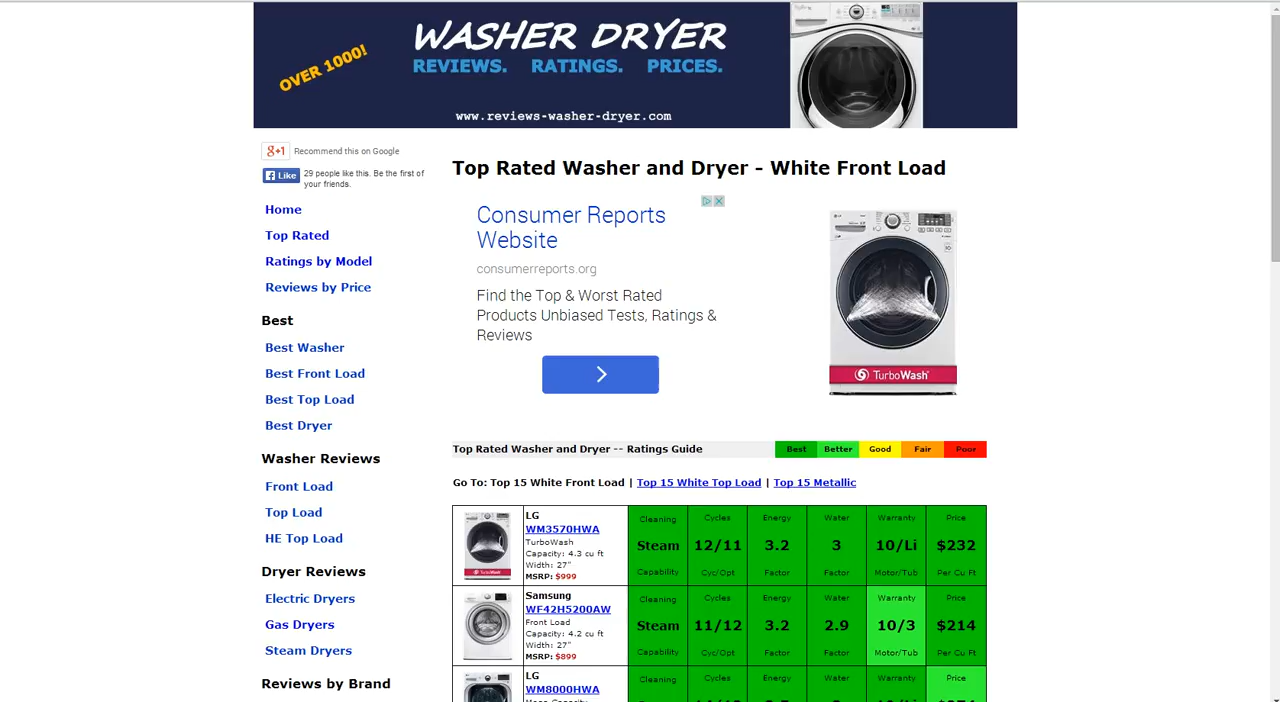 OVER 1000!
WASHER DRYER
REVIEWS. RATINGS. PRICES.
www.reviews-washer-dryer.com
g+1 Recommend this on Google
f Like 29 people like this. Be the first of
your friends.
Home
Top Rated
Ratings by Model
Reviews by Price
Best
Best Washer
Best Front Load
Best Top Load
Best Dryer
Washer Reviews
Front Load
Top Load
HE Top Load
Dryer Reviews
Electric Dryers
Gas Dryers
Steam Dryers
Reviews by Brand
Top Rated Washer and Dryer - White Front Load
Consumer Reports
Website
consumerreports.org
Find the Top & Worst Rated
Products Unbiased Tests, Ratings &
Reviews
TurboWash
Top Rated Washer and Dryer -- Ratings Guide Best Better Good Fair Poor
Go To: Top 15 White Front Load | Top 15 White Top Load | Top 15 Metallic
LG
WM3570HWA
TurboWash
Capacity: 4.3 cu ft
Width: 27"
MSRP: $999
Cleaning Cycles Energy Water Warranty Price
Steam 12/11 3.2 3 10/Li $232
Capability Cyc/Opt Factor Factor Motor/Tub Per Cu Ft
Samsung
WF42H5200AW
Front Load
Capacity: 4.2 cu ft
Width: 27"
MSRP: $899
Cleaning Cycles Energy Water Warranty Price
Steam 11/12 3.2 2.9 10/3 $214
Capability Cyc/Opt Factor Factor Motor/Tub Per Cu Ft
LG
WM8000HWA
Cleaning Cycles Energy Water Warranty Price